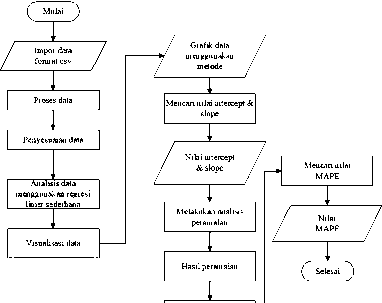 Mulai
Impor data
format csv
Proses data
Penyesuaian data
Analisis data
menggunakan regresi
linier sederhana
Visualisasi data
Grafik data
menggunakan
metode
Mencari nilai intercept &
slope
Nilai intercept
& slope
Melakukan analisis
peramalan
Hasil peramalan
Mencari nilai
MAPE
Nilai
MAPE
Selesai